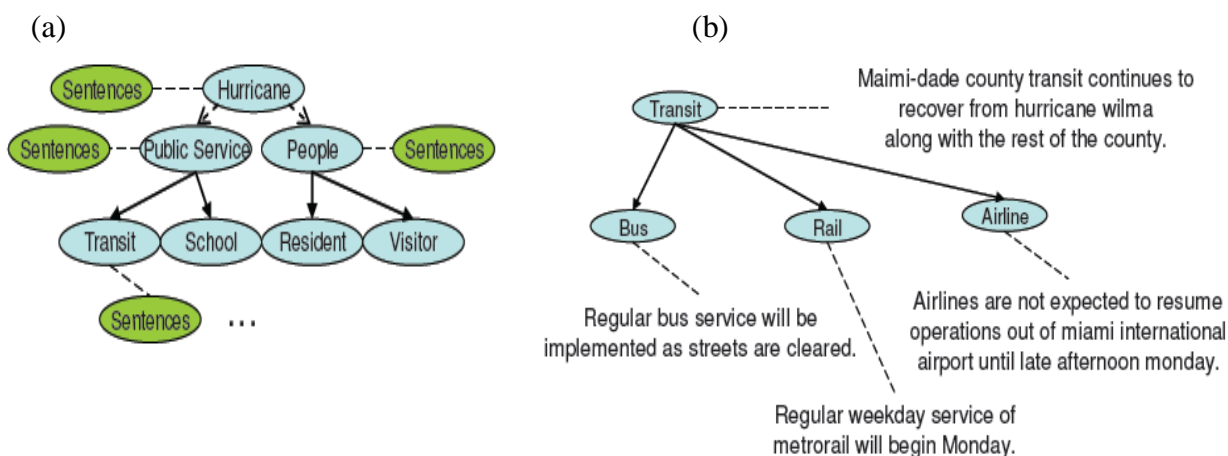 (a)
(b)
Sentences
Hurricane
Sentences
Public Service
People
Sentences
Transit
School
Resident
Visitor
Sentences
...
Transit
Maimi-dade county transit continues to
recover from hurricane wilma
along with the rest of the county.
Bus
Rail
Airline
Regular bus service will be
implemented as streets are cleared.
Airlines are not expected to resume
operations out of miami international
airport until late afternoon monday.
Regular weekday service of
metrorail will begin Monday.